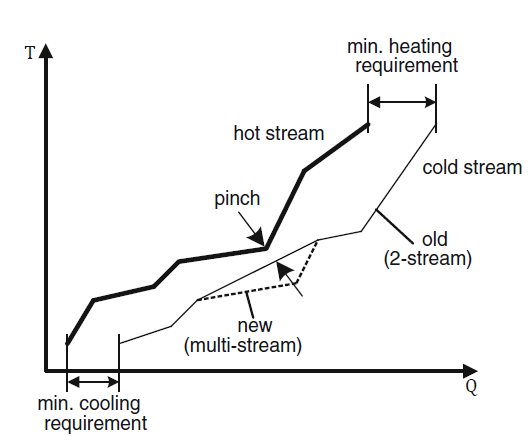 T
min. heating
requirement
hot stream
cold stream
pinch
old
(2-stream)
new
(multi-stream)
Q
min. cooling
requirement